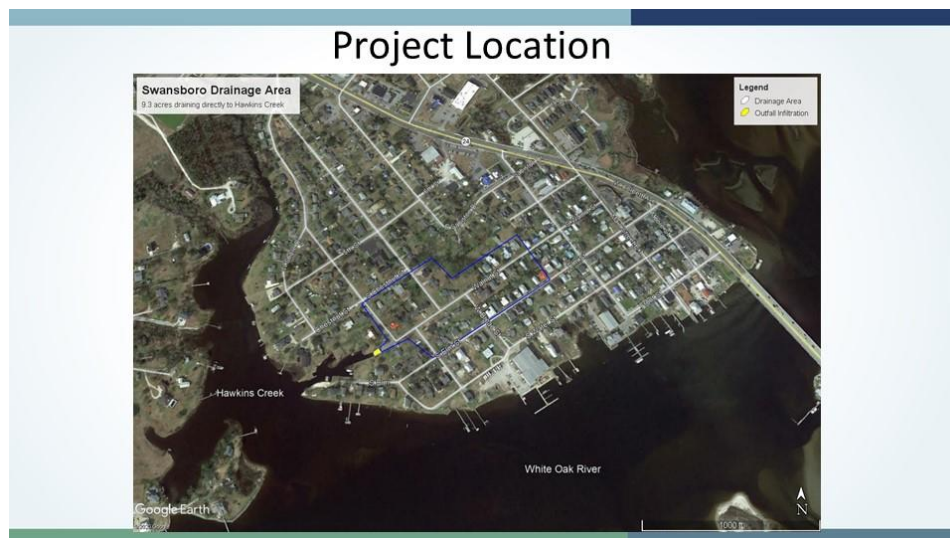 Project Location
Swansboro Drainage Area
9.3 acres draining directly to Hawkins Creek
Legend
Drainage Area
Outfall Infiltration
24
Hawkins Creek
White Oak River
Google Earth
N
1000 ft